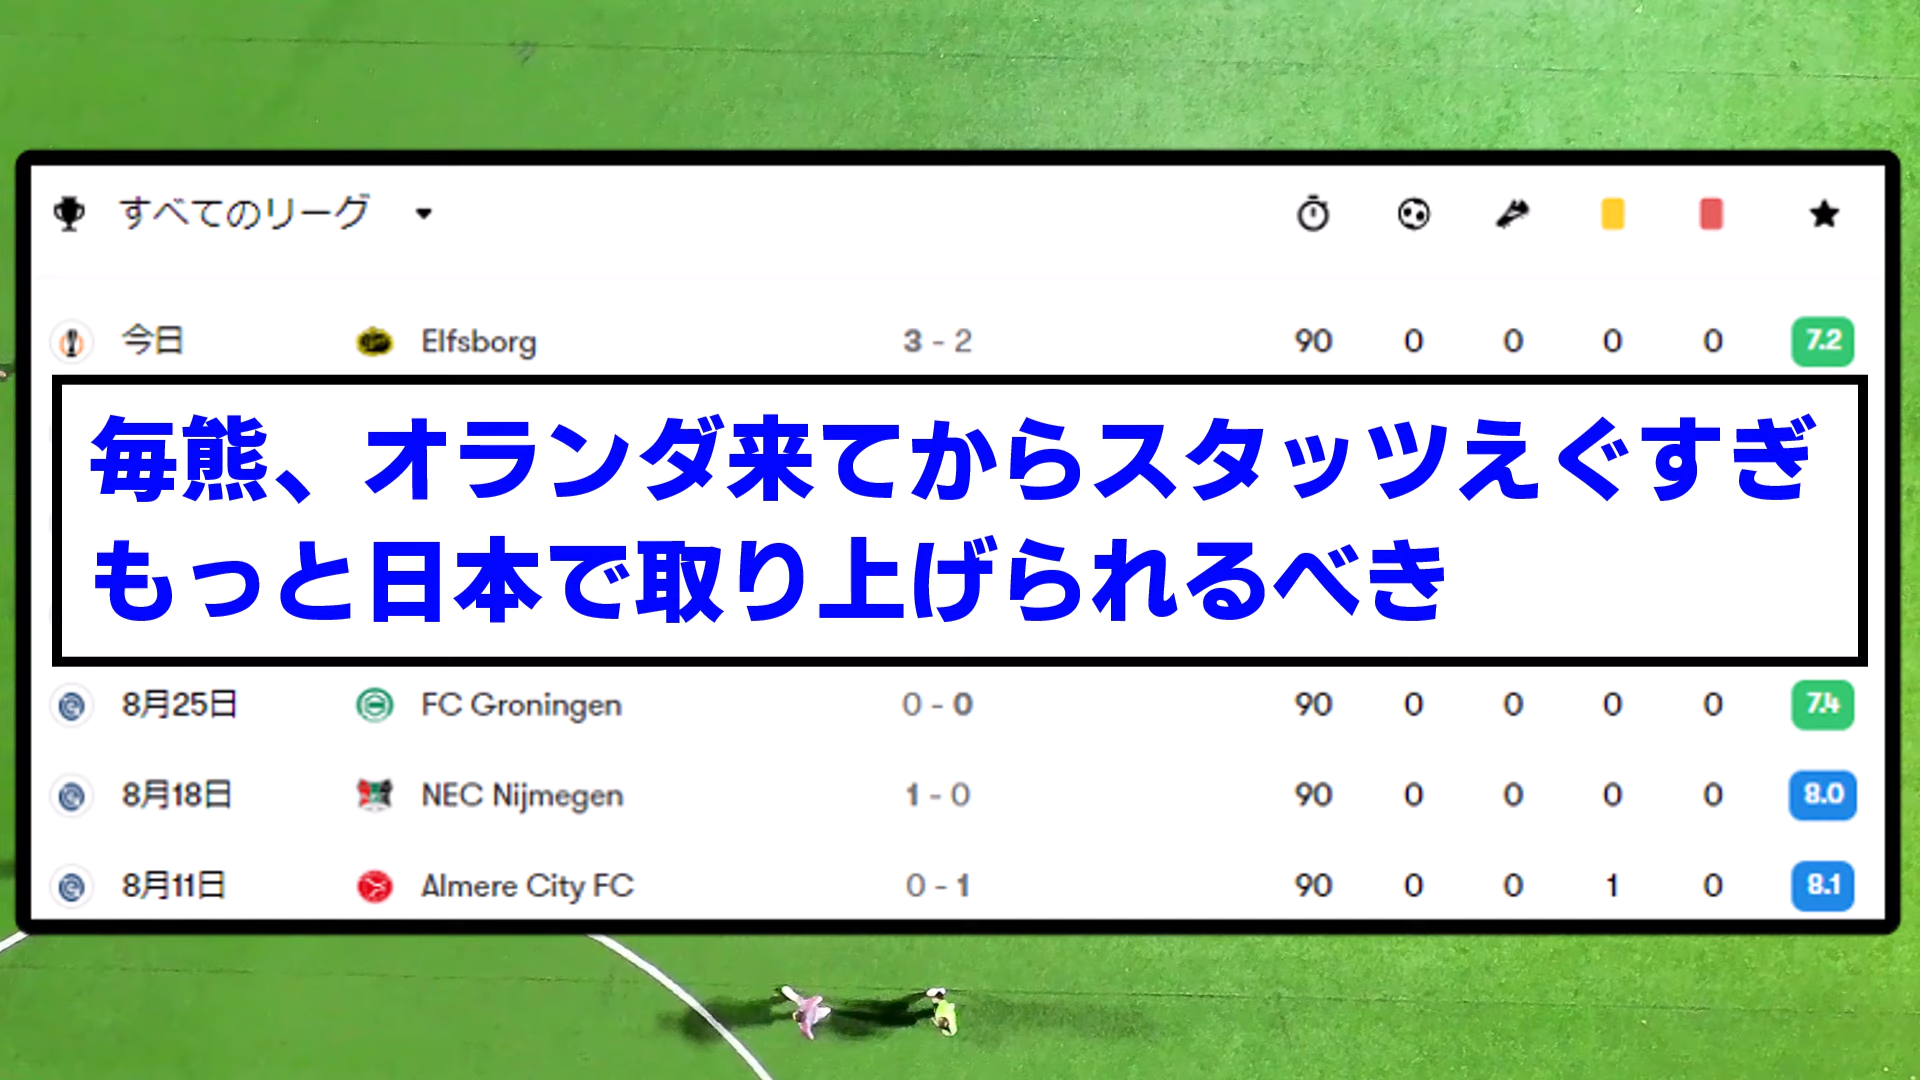 すべてのリーグ
今日 Elfsborg 3 - 2 90 0 0 0 0 7.2
毎熊、オランダ来てからスタッツえぐすぎ
もっと日本で取り上げられるべき
8月25日 FC Groningen 0 - 0 90 0 0 0 0 7.4
8月18日 NEC Nijmegen 1 - 0 90 0 0 0 0 8.0
8月11日 Almere City FC 0 - 1 90 0 0 1 0 8.1